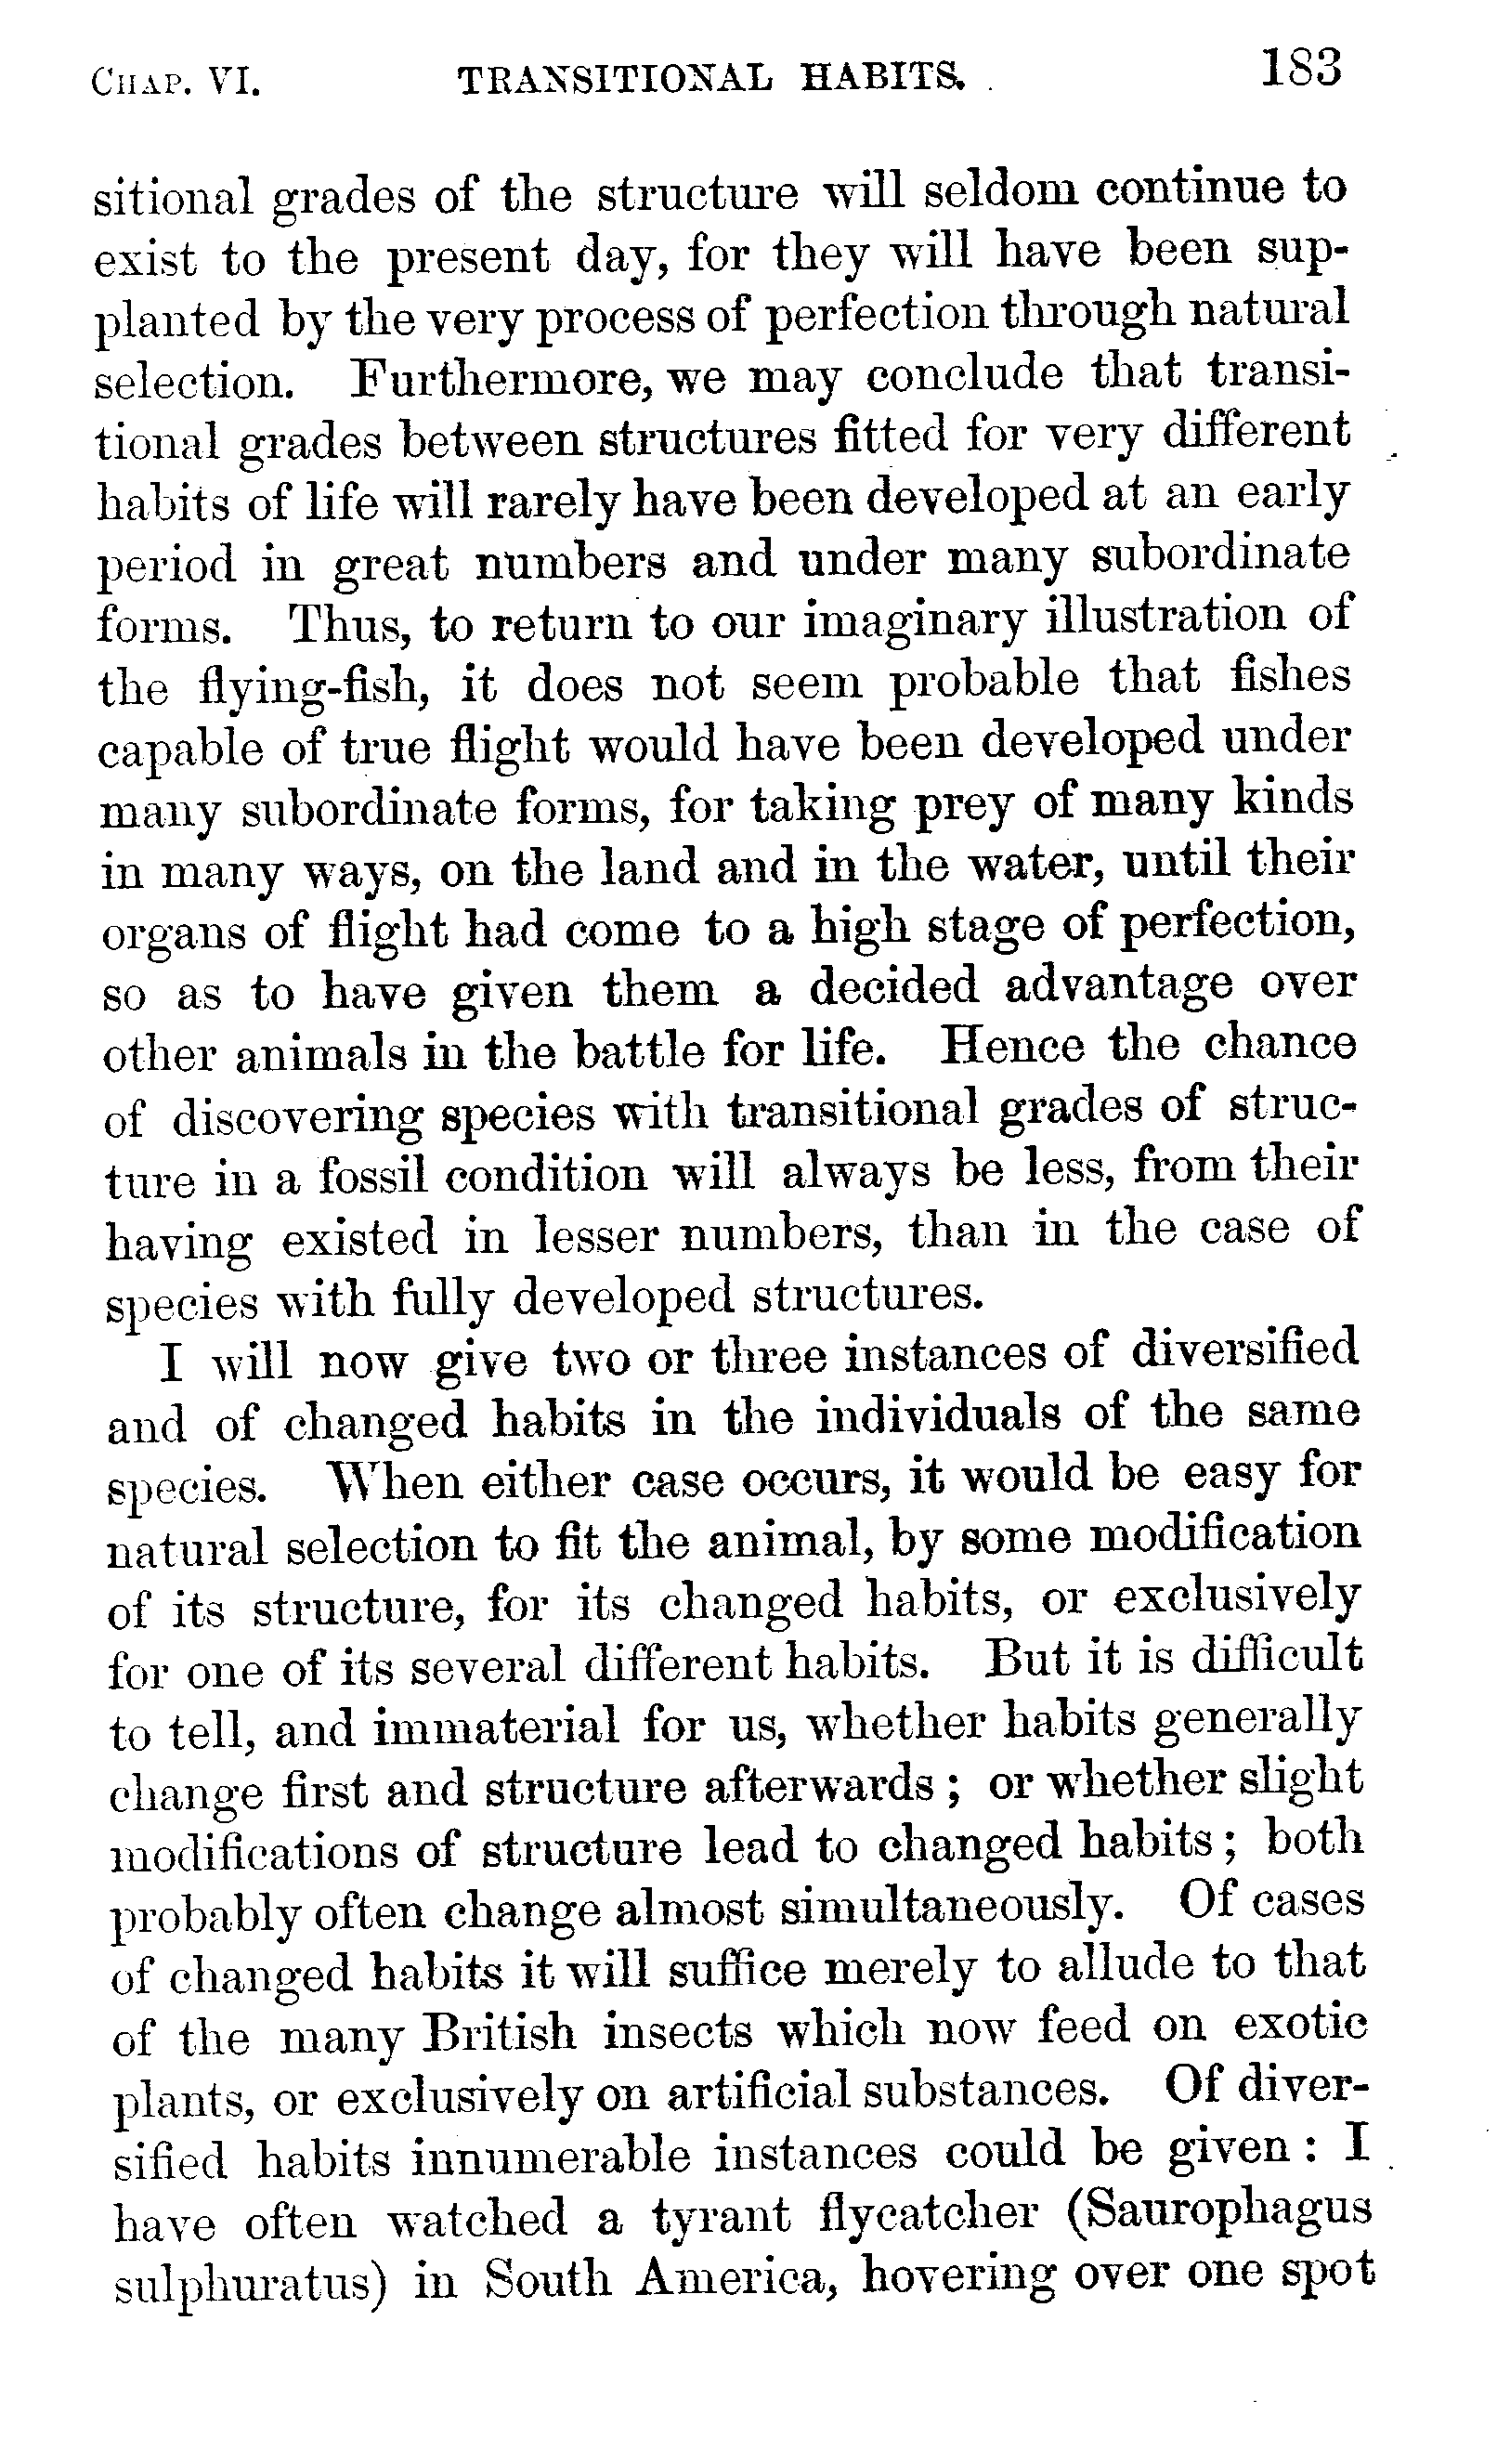 CHAP. VI. TRANSITIONAL HABITS. 183
sitional grades of the structure will seldom continue to
exist to the present day, for they will have been sup-
planted by the very process of perfection through natural
selection. Furthermore, we may conclude that transi-
tional grades between structures fitted for very different
habits of life will rarely have been developed at an early
period in great numbers and under many subordinate
forms. Thus, to return to our imaginary illustration of
the flying-fish, it does not seem probable that fishes
capable of true flight would have been developed under
many subordinate forms, for taking prey of many kinds
in many ways, on the land and in the water, until their
organs of flight had come to a high stage of perfection,
so as to have given them a decided advantage over
other animals in the battle for life. Hence the chance
of discovering species with transitional grades of struc-
ture in a fossil condition will always be less, from their
having existed in lesser numbers, than in the case of
species with fully developed structures.
I will now give two or three instances of diversified
and of changed habits in the individuals of the same
species. When either case occurs, it would be easy for
natural selection to fit the animal, by some modification
of its structure, for its changed habits, or exclusively
for one of its several different habits. But it is difficult
to tell, and immaterial for us, whether habits generally
change first and structure afterwards; or whether slight
modifications of structure lead to changed habits; both
probably often change almost simultaneously. Of cases
of changed habits it will suffice merely to allude to that
of the many British insects which now feed on exotic
plants, or exclusively on artificial substances. Of diver-
sified habits innumerable instances could be given: I
have often watched a tyrant flycatcher (Saurophagus
sulphuratus) in South America, hovering over one spot